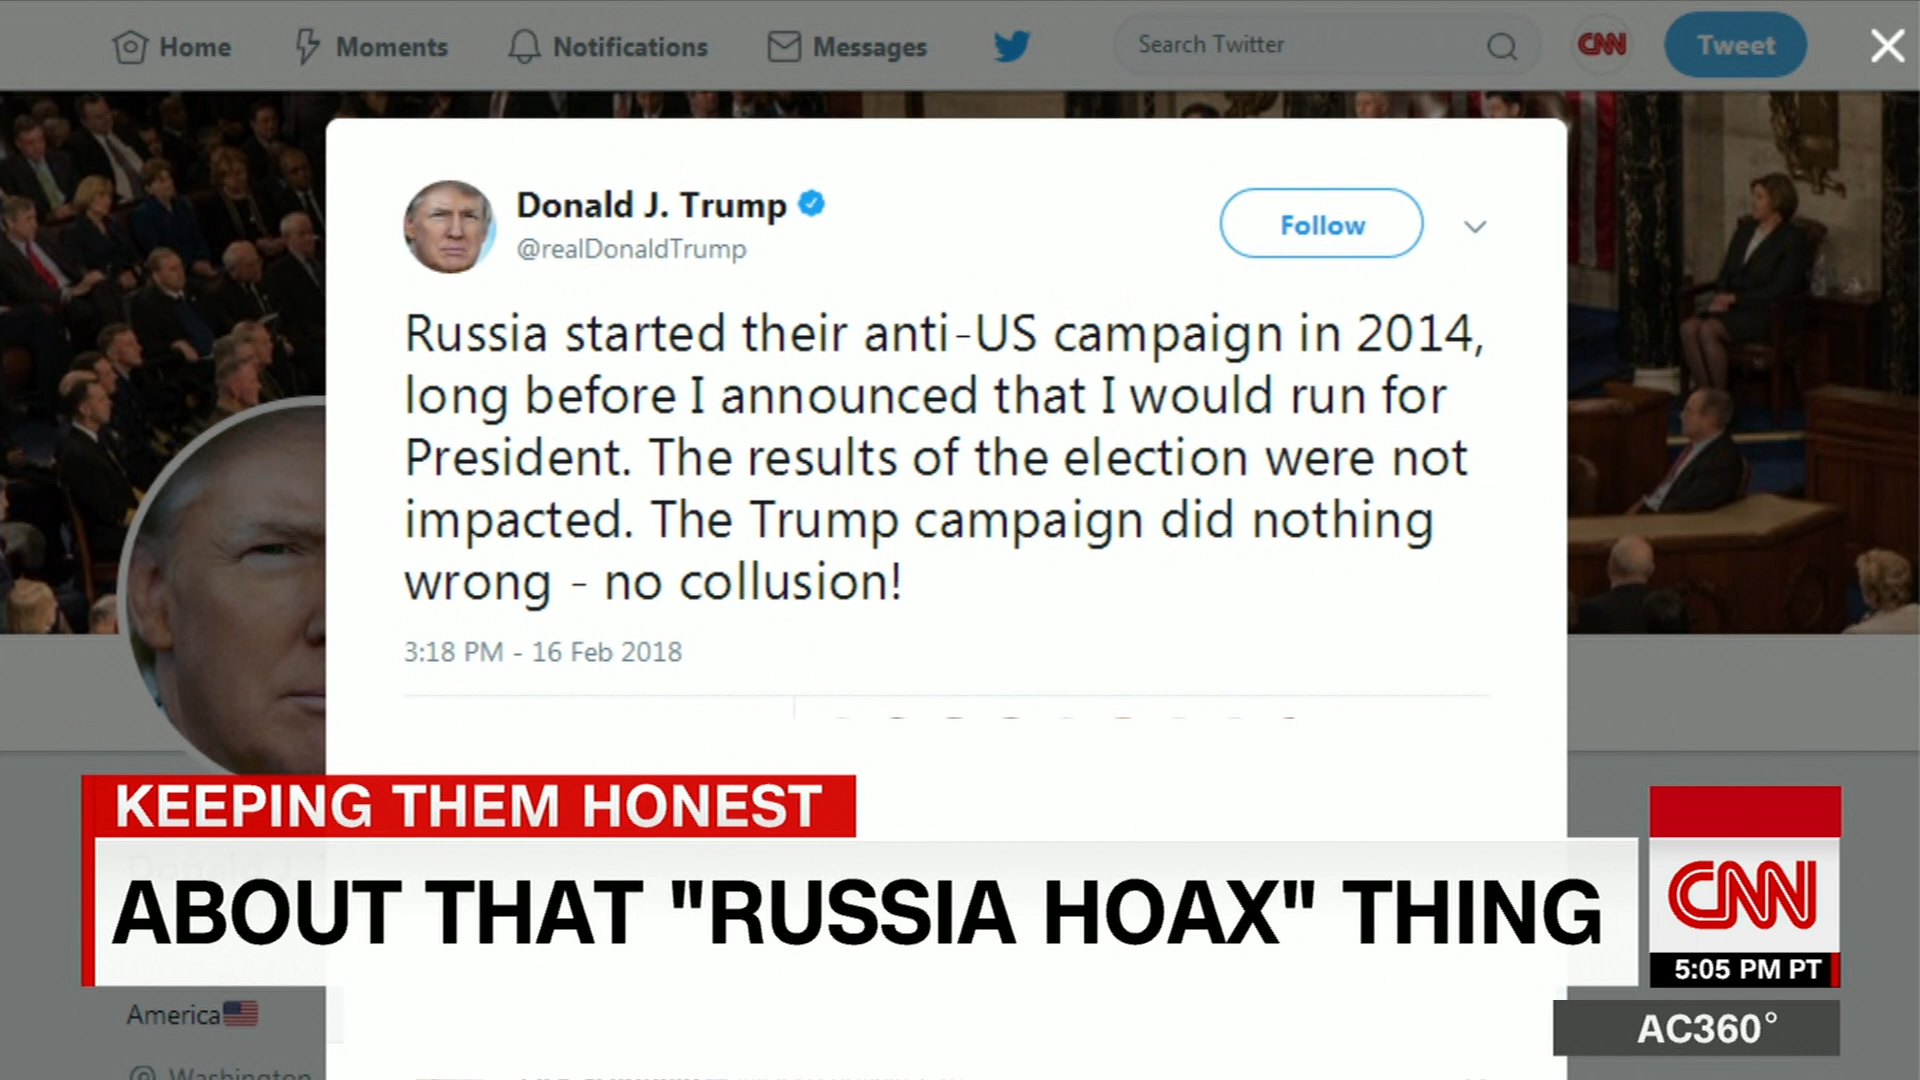 Home Moments Notifications Messages Search Twitter CNN Tweet
Donald J. Trump
@realDonaldTrump
Follow
Russia started their anti-US campaign in 2014,
long before I announced that I would run for
President. The results of the election were not
impacted. The Trump campaign did nothing
wrong - no collusion!
3:18 PM - 16 Feb 2018
KEEPING THEM HONEST
ABOUT THAT "RUSSIA HOAX" THING
CNN
5:05 PM PT
AC360°
America
Washington